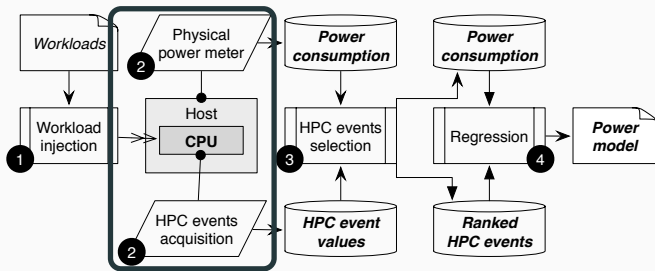 Workloads
Workload
injection
1
2
Physical
power meter
Host
CPU
HPC events
acquisition
2
Power
consumption
HPC events
selection
3
HPC event
values
Power
consumption
Regression
4
Ranked
HPC events
Power
model